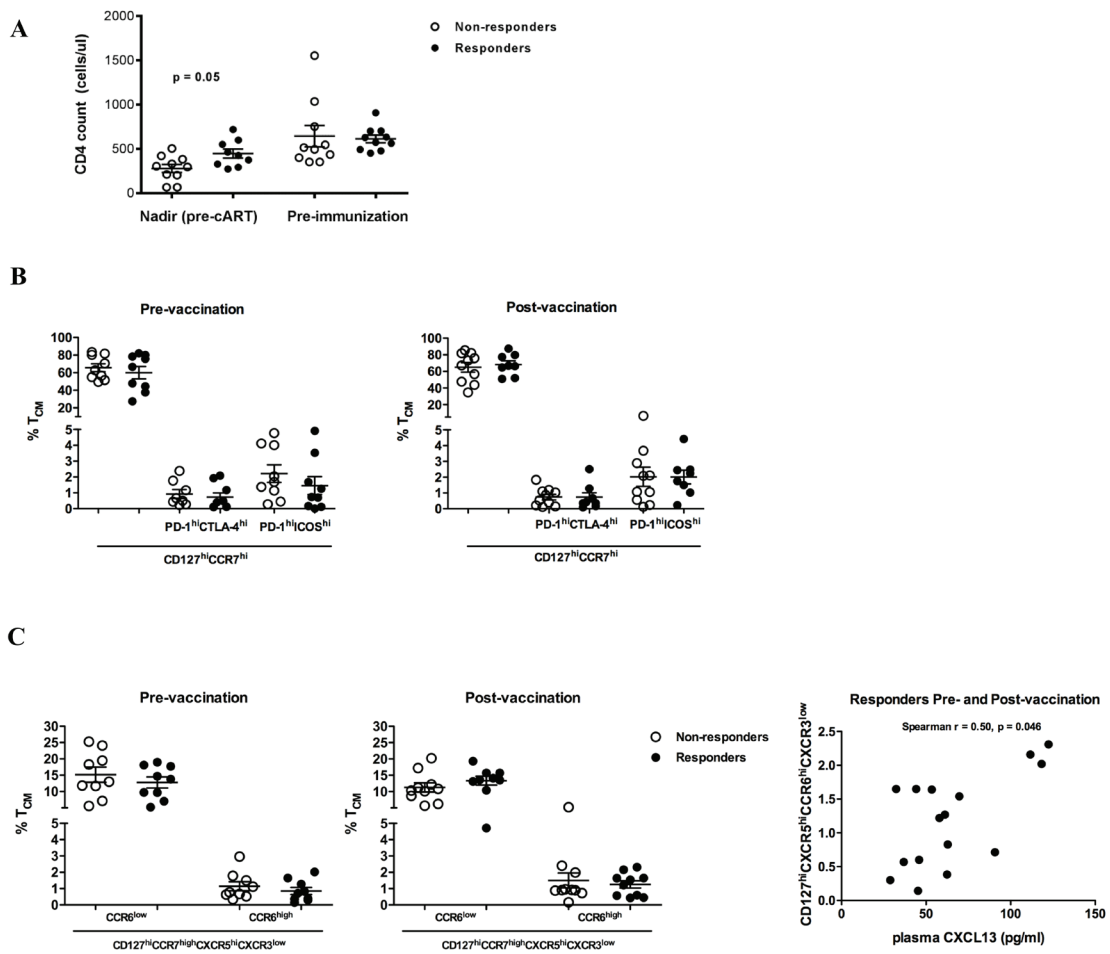 A
CD4 count (cells/ul)
2000
1500
1000
500
0
p = 0.05
Non-responders
Responders
Nadir (pre-cART) Pre-immunization
B
Pre-vaccination
% TCM
100
80
60
40
20
5
4
3
2
1
0
PD-1hiCTLA-4hi PD-1hiICOShi
CD127hiCCR7hi
Post-vaccination
% TCM
100
80
60
40
20
5
4
3
2
1
0
PD-1hiCTLA-4hi PD-1hiICOShi
CD127hiCCR7hi
C
Pre-vaccination
% TCM
30
25
20
15
10
5
4
3
2
1
0
CCR6low CCR6high
CD127hiCCR7highCXCR5hiCXCR3low
Post-vaccination
% TCM
30
25
20
15
10
5
4
3
2
1
0
CCR6low CCR6high
CD127hiCCR7highCXCR5hiCXCR3low
Non-responders
Responders
Responders Pre- and Post-vaccination
Spearman r = 0.50, p = 0.046
CD127hiCXCR5hiCCR6hiCXCR3low
2.5
2.0
1.5
1.0
0.5
0.0
0 50 100 150
plasma CXCL13 (pg/ml)